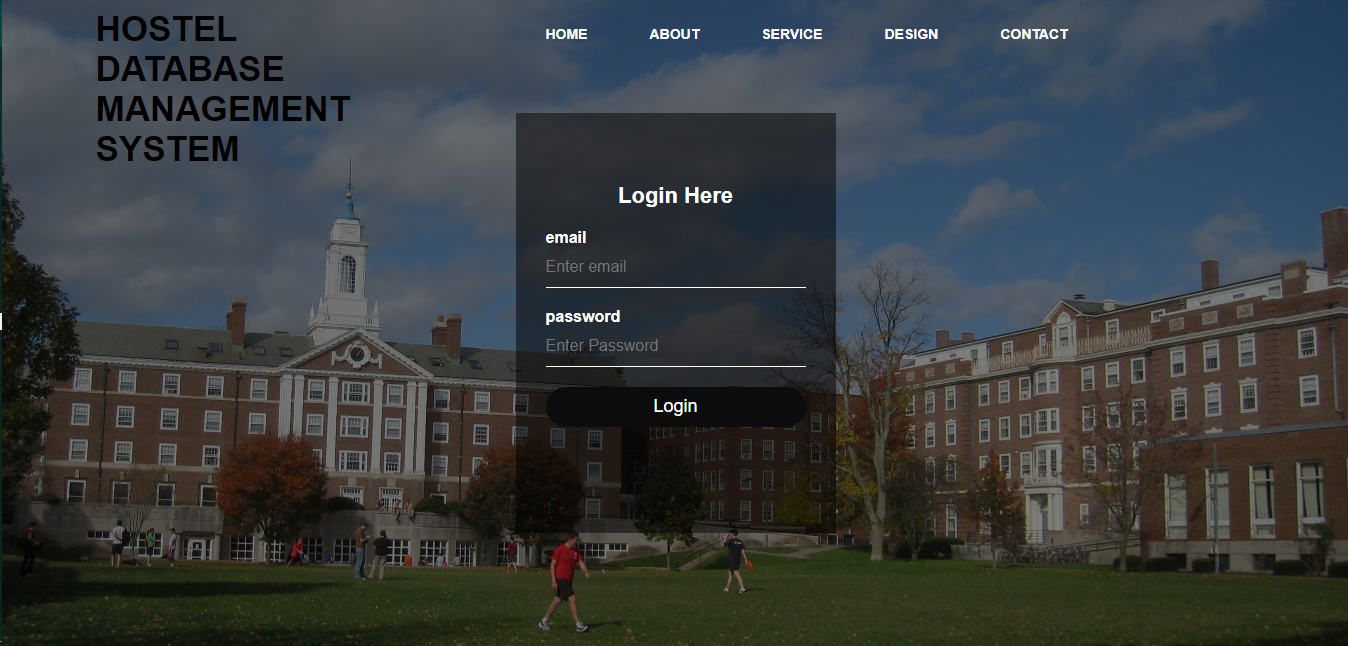 HOSTEL
DATABASE
MANAGEMENT
SYSTEM
HOME ABOUT SERVICE DESIGN CONTACT
Login Here
email
Enter email
password
Enter Password
Login